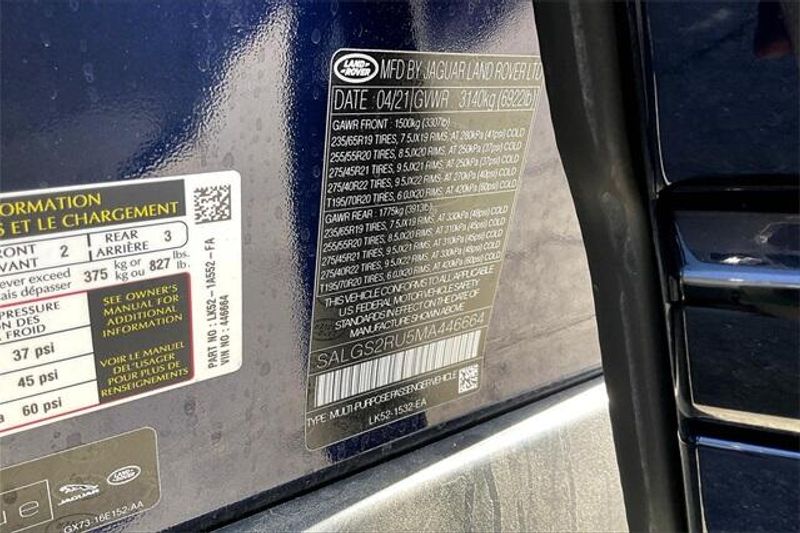 FORMATION
S ET LE CHARGEMENT
FRONT 2 REAR 3
VANT ARRIÈRE
ever exceed 375 kg or 827 lbs.
ais dépasser kg ou lb.
PRESSURE
ION DES
À FROID
37 psi
45 psi
60 psi
SEE OWNER'S
MANUAL FOR
ADDITIONAL
INFORMATION
VOIR LE MANUEL
DE L'USAGER
POUR PLUS DE
RENSEIGNEMENTS
PART NO : LK52-1A552-FA
VIN NO : 446664
ue JAGUAR LAND ROVER
GX73-16E152-AA
LAND ROVER MFD BY JAGUAR LAND ROVER LTD
DATE : 04/21 GVWR : 3140kg (6922lb)
GAWR FRONT : 1500kg (3307lb)
235/65R19 TIRES, 7.5JX19 RIMS, AT 280kPa (41psi) COLD
255/55R20 TIRES, 8.5JX20 RIMS, AT 250kPa (37psi) COLD
275/45R21 TIRES, 9.5JX21 RIMS, AT 250kPa (37psi) COLD
275/40R22 TIRES, 9.5JX22 RIMS, AT 270kPa (40psi) COLD
T195/70R20 TIRES, 6.0JX20 RIMS, AT 420kPa (60psi) COLD
GAWR REAR : 1775kg (3913lb)
235/65R19 TIRES, 7.5JX19 RIMS, AT 330kPa (48psi) COLD
255/55R20 TIRES, 8.5JX20 RIMS, AT 310kPa (45psi) COLD
275/45R21 TIRES, 9.5JX21 RIMS, AT 310kPa (45psi) COLD
275/40R22 TIRES, 9.5JX22 RIMS, AT 330kPa (48psi) COLD
T195/70R20 TIRES, 6.0JX20 RIMS, AT 420kPa (60psi) COLD
THIS VEHICLE CONFORMS TO ALL APPLICABLE
U.S. FEDERAL MOTOR VEHICLE SAFETY
STANDARDS IN EFFECT ON THE DATE OF
MANUFACTURE SHOWN ABOVE.
SALGS2RU5MA446664
TYPE: MULTI-PURPOSE PASSENGER VEHICLE
LK52-1532-EA